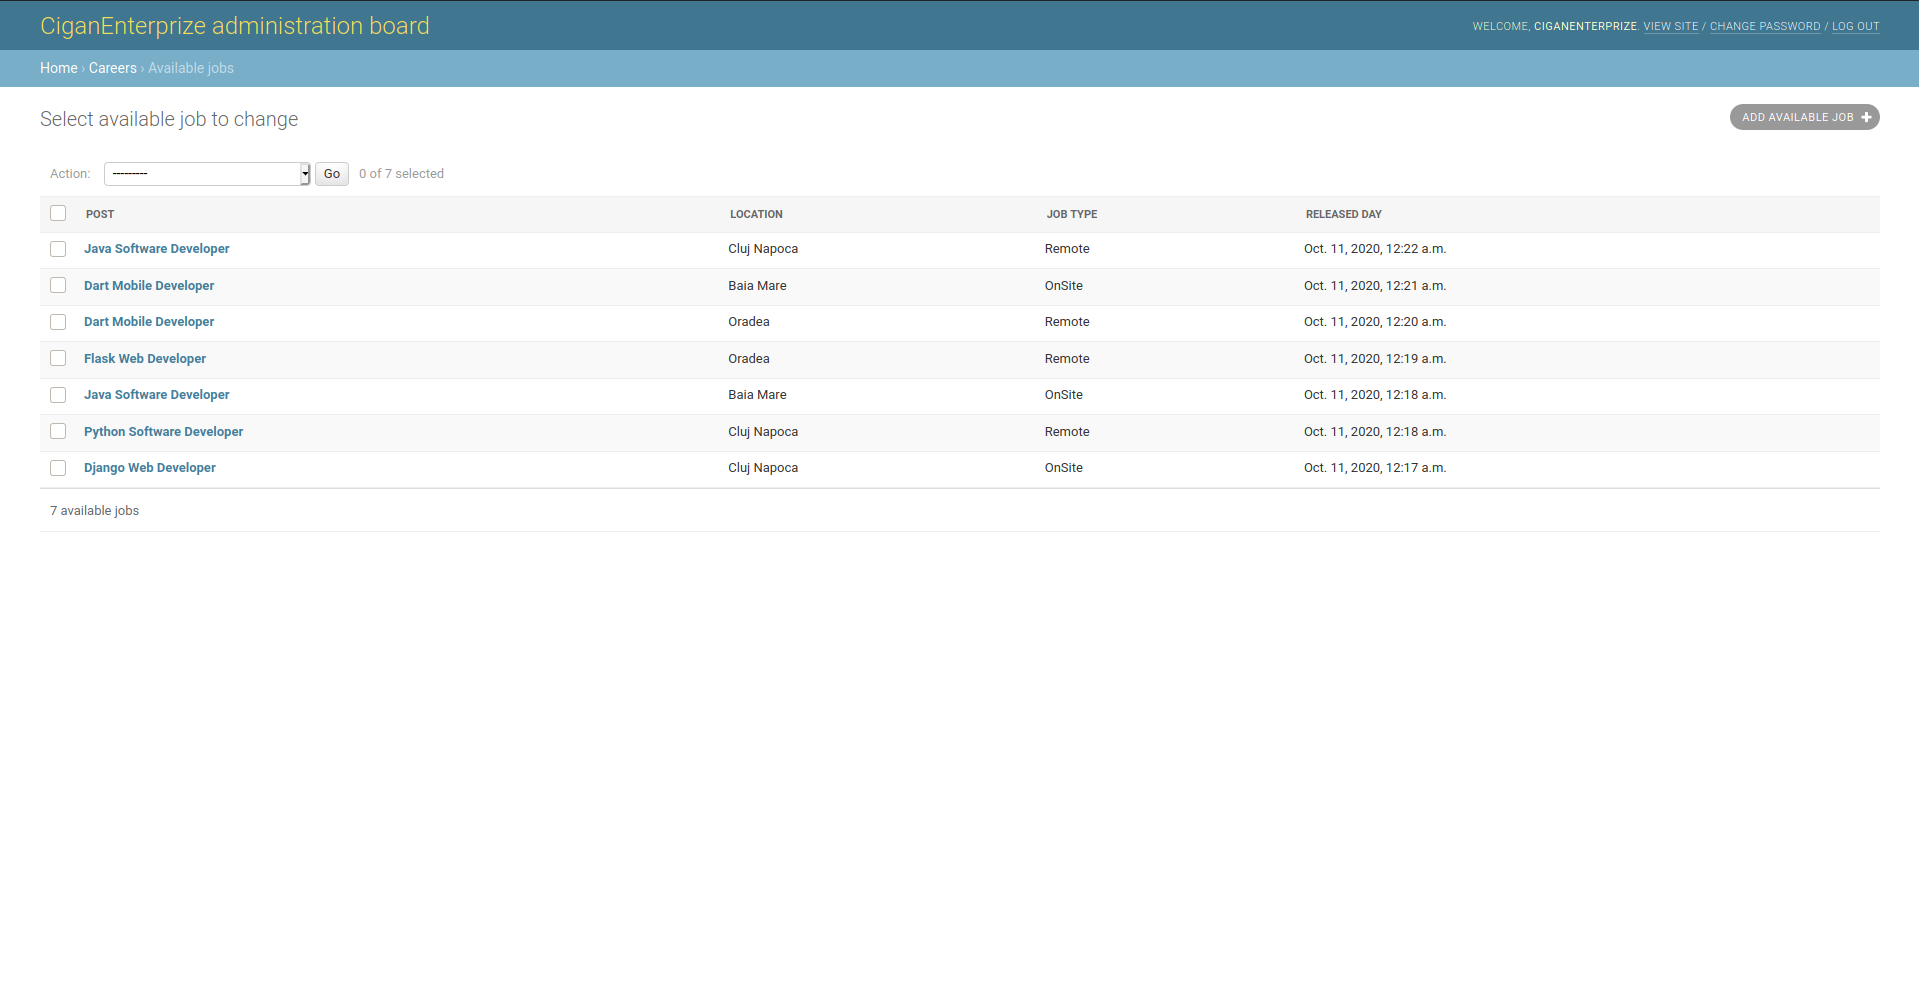 CiganEnterprize administration board
WELCOME, CIGANENTERPRIZE. VIEW SITE / CHANGE PASSWORD / LOG OUT
Home › Careers › Available jobs
Select available job to change
ADD AVAILABLE JOB +
Action: --------- Go 0 of 7 selected
POST LOCATION JOB TYPE RELEASED DAY
Java Software Developer Cluj Napoca Remote Oct. 11, 2020, 12:22 a.m.
Dart Mobile Developer Baia Mare OnSite Oct. 11, 2020, 12:21 a.m.
Dart Mobile Developer Oradea Remote Oct. 11, 2020, 12:20 a.m.
Flask Web Developer Oradea Remote Oct. 11, 2020, 12:19 a.m.
Java Software Developer Baia Mare OnSite Oct. 11, 2020, 12:18 a.m.
Python Software Developer Cluj Napoca Remote Oct. 11, 2020, 12:18 a.m.
Django Web Developer Cluj Napoca OnSite Oct. 11, 2020, 12:17 a.m.
7 available jobs